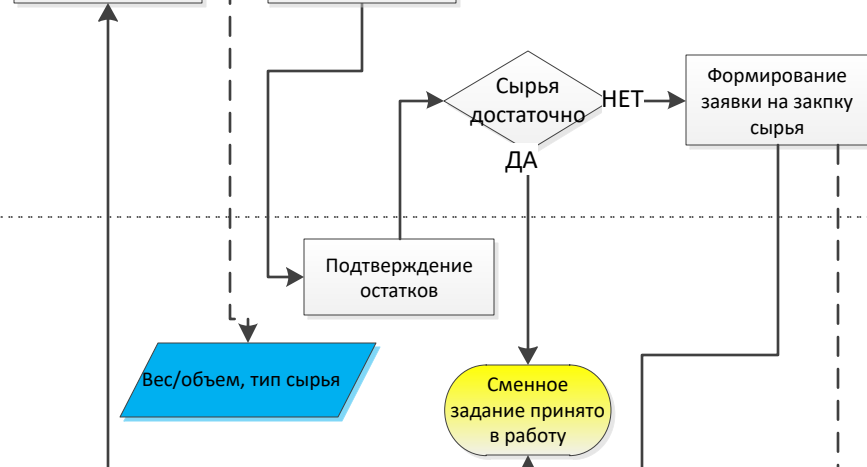 Сырья
достаточно
НЕТ
Формирование
заявки на закпку
сырья
ДА
Подтверждение
остатков
Вес/объем, тип сырья
Сменное
задание принято
в работу